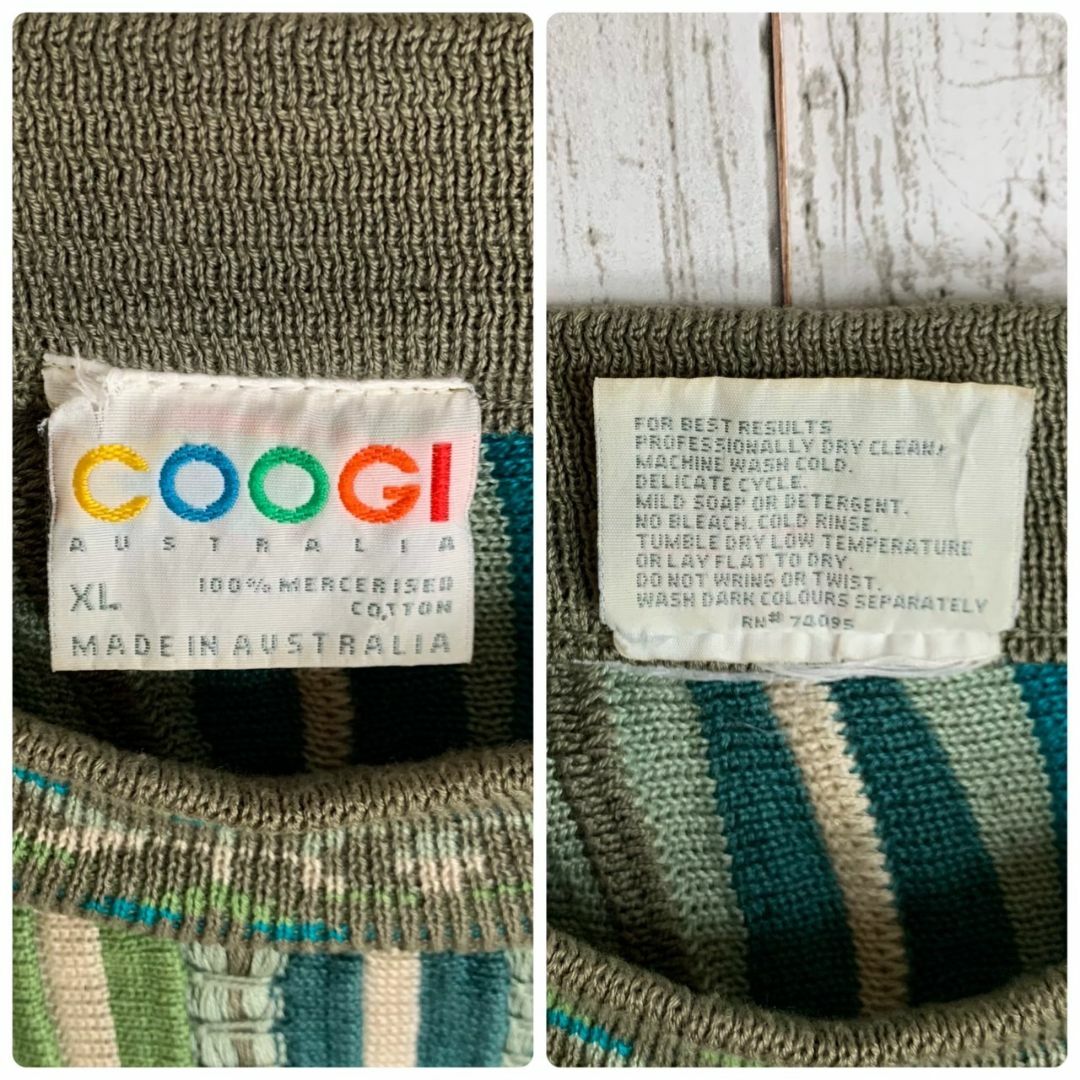 COOGI
AUSTRALIA
XL 100% MERCERISED
COTTON
MADE IN AUSTRALIA
FOR BEST RESULTS
PROFESSIONALLY DRY CLEAN/
MACHINE WASH COLD.
DELICATE CYCLE.
MILD SOAP OR DETERGENT.
NO BLEACH. COLD RINSE.
TUMBLE DRY LOW TEMPERATURE
OR LAY FLAT TO DRY.
DO NOT WRING OR TWIST.
WASH DARK COLOURS SEPARATELY
RN# 74095